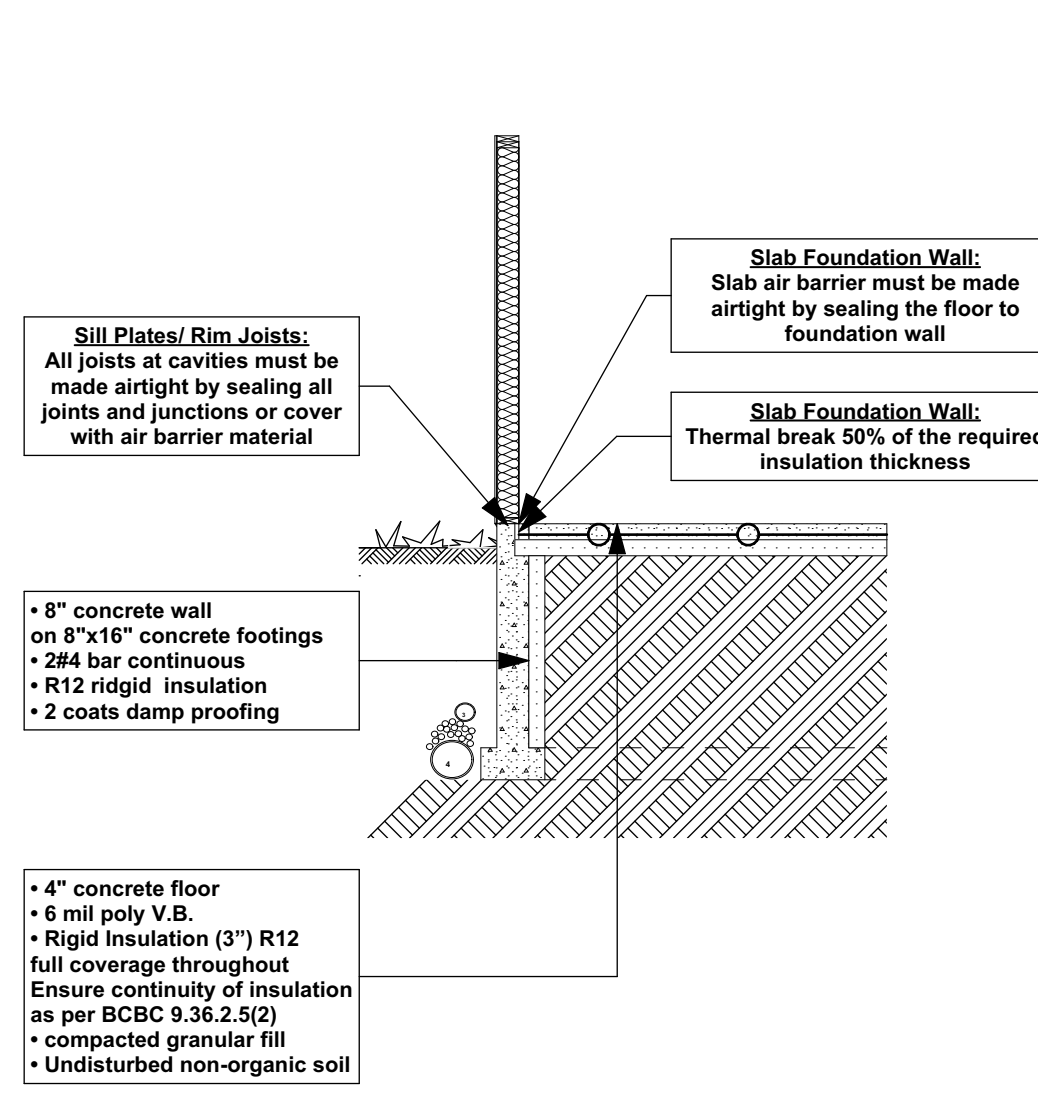 Slab Foundation Wall:
Slab air barrier must be made
airtight by sealing the floor to
foundation wall
Sill Plates/ Rim Joists:
All joists at cavities must be
made airtight by sealing all
joints and junctions or cover
with air barrier material
Slab Foundation Wall:
Thermal break 50% of the required
insulation thickness
• 8" concrete wall
on 8"x16" concrete footings
• 2#4 bar continuous
• R12 ridgid insulation
• 2 coats damp proofing
3
4
• 4" concrete floor
• 6 mil poly V.B.
• Rigid Insulation (3”) R12
full coverage throughout
Ensure continuity of insulation
as per BCBC 9.36.2.5(2)
• compacted granular fill
• Undisturbed non-organic soil